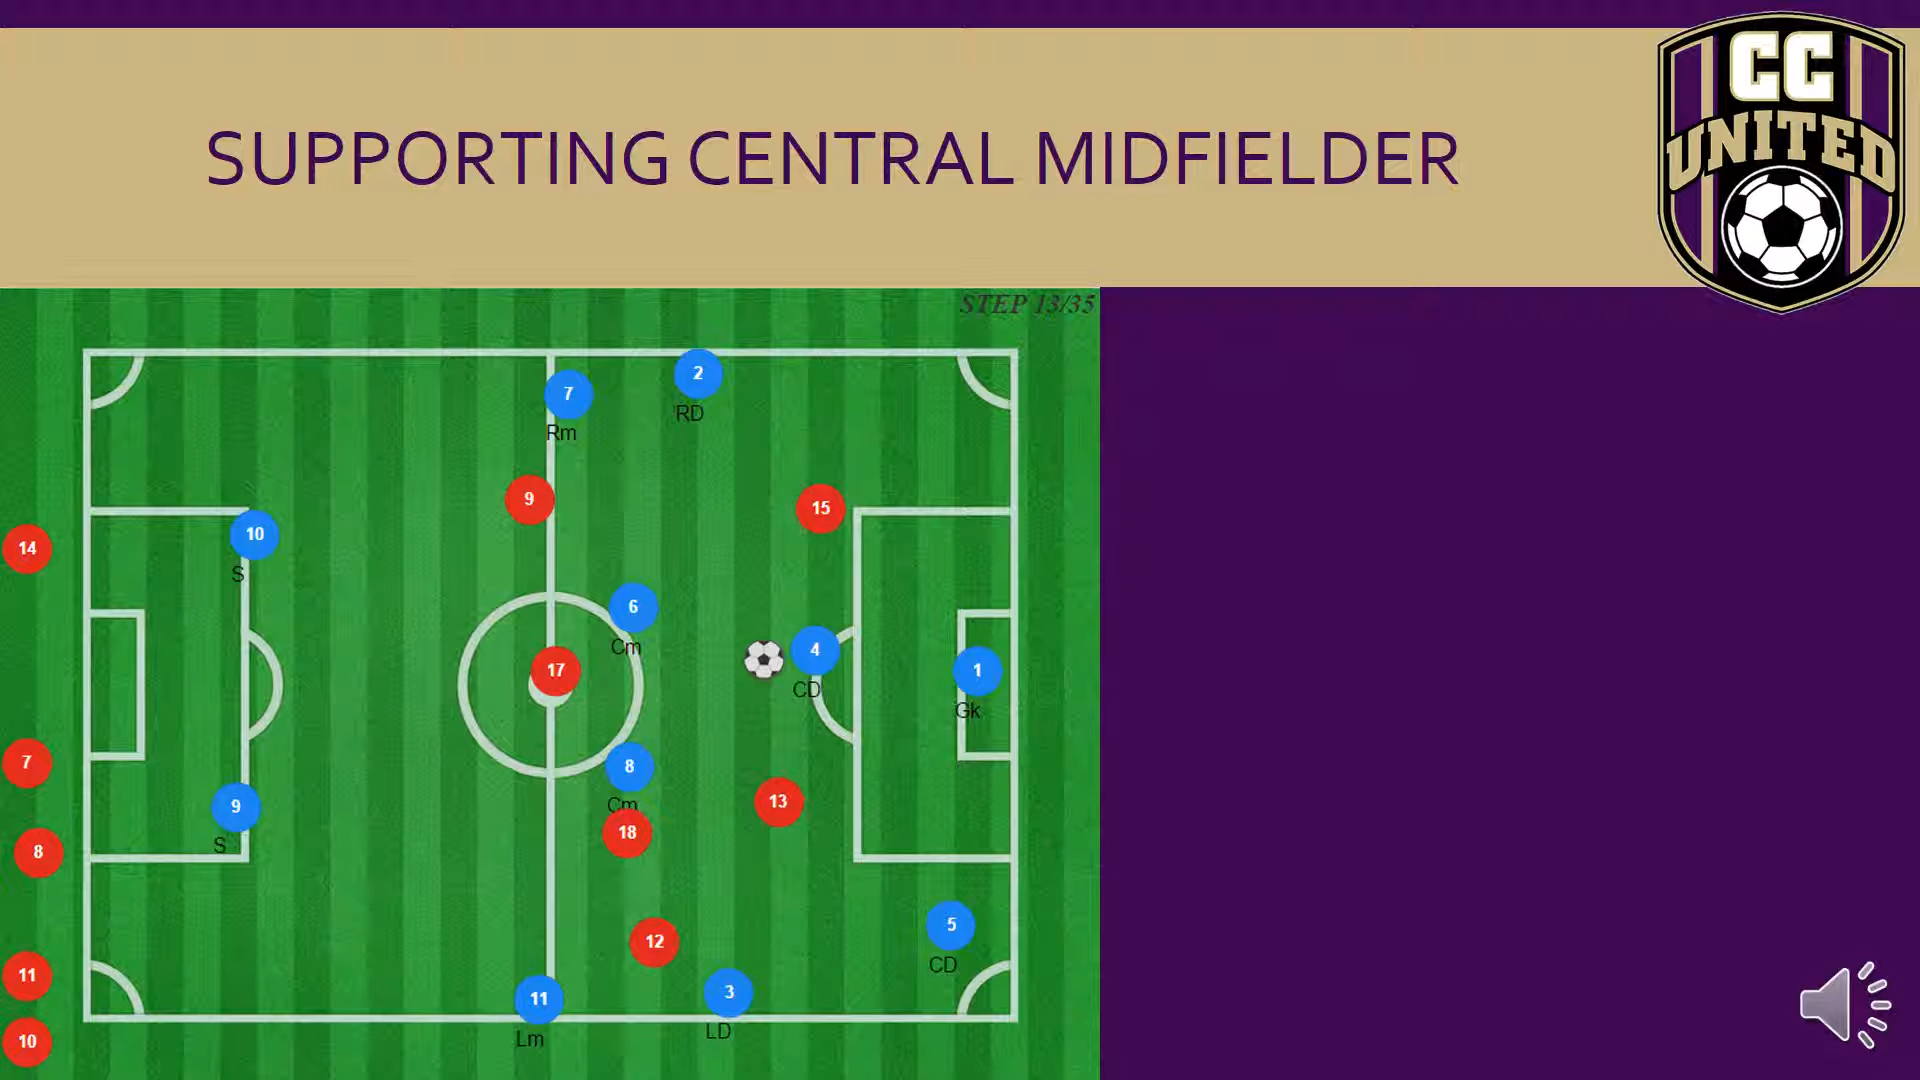 CC
UNITED
SUPPORTING CENTRAL MIDFIELDER
STEP 13/35
2
RD
7
Rm
9
15
10
S
14
6
Cm
4
CD
17
1
Gk
7
8
Cm
13
9
S
18
8
5
CD
12
11
11
Lm
3
LD
10